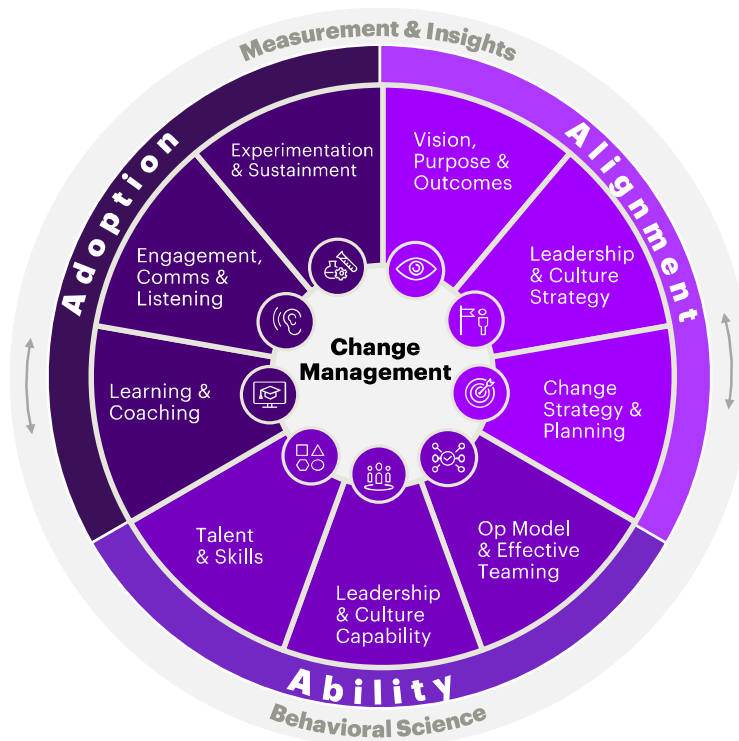 Measurement & Insights
Adoption
Alignment
Ability
Behavioral Science
Change
Management
Vision,
Purpose &
Outcomes
Leadership
& Culture
Strategy
Change
Strategy &
Planning
Op Model
& Effective
Teaming
Leadership
& Culture
Capability
Talent
& Skills
Learning &
Coaching
Engagement,
Comms &
Listening
Experimentation
& Sustainment